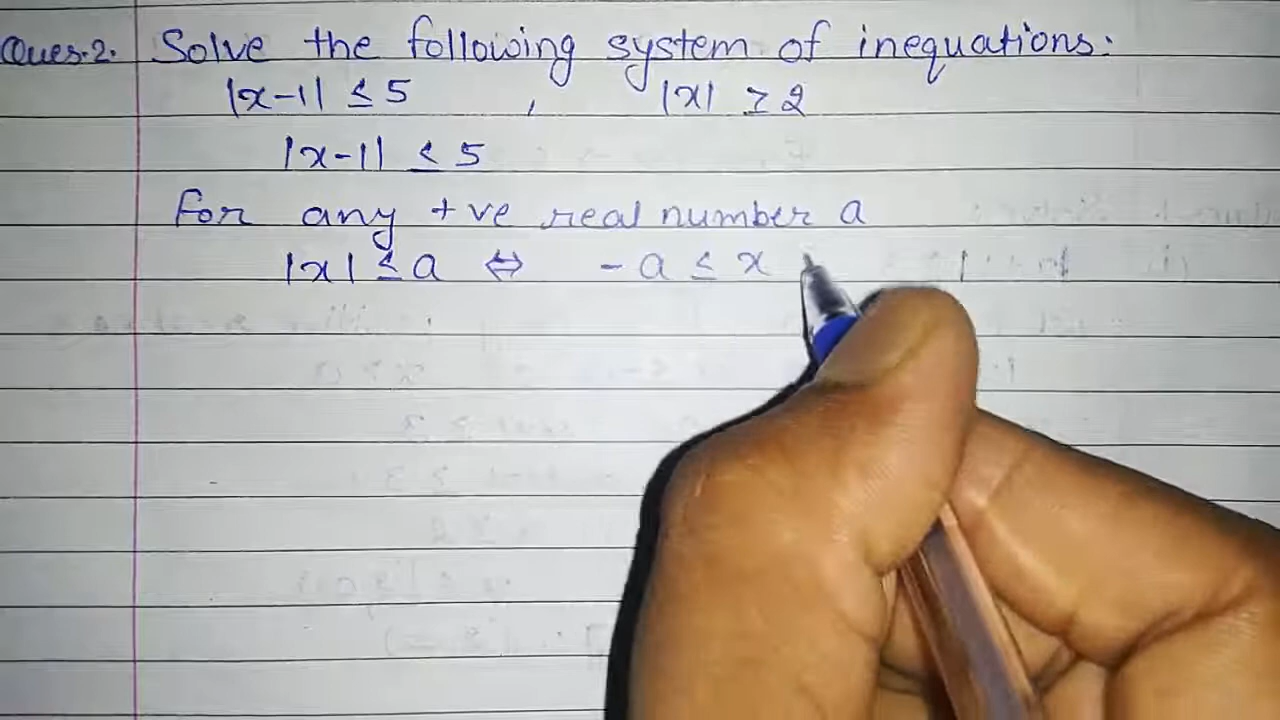 Ques.2. Solve the following system of inequations:
|x-1| ≤ 5 , |x| ≥ 2
|x-1| ≤ 5
For any +ve real number a
|x| ≤ a ⇔ -a ≤ x